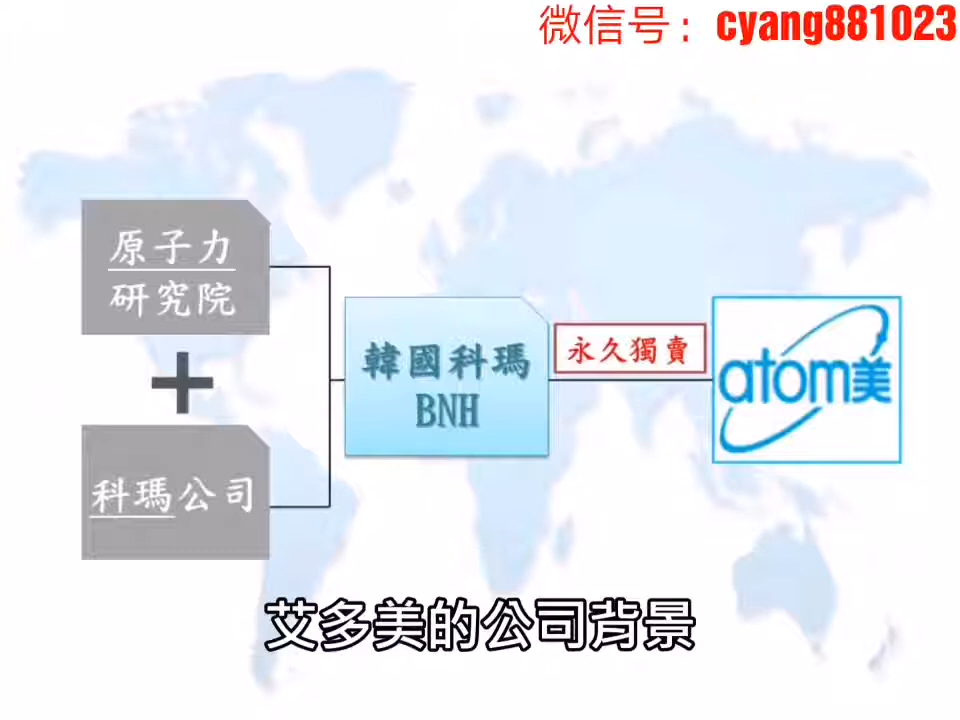 微信号：cyang881023
原子力
研究院
科瑪公司
韓國科瑪
BNH
永久獨賣
atom美
艾多美的公司背景